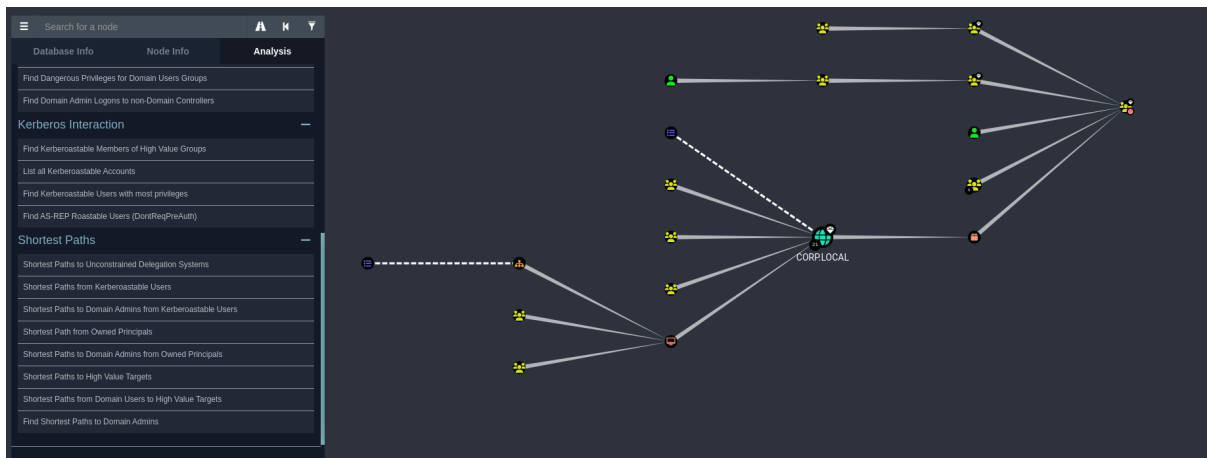 Search for a node
Database Info
Node Info
Analysis
Find Dangerous Privileges for Domain Users Groups
Find Domain Admin Logons to non-Domain Controllers
Kerberos Interaction
Find Kerberoastable Members of High Value Groups
List all Kerberoastable Accounts
Find Kerberoastable Users with most privileges
Find AS-REP Roastable Users (DontReqPreAuth)
Shortest Paths
Shortest Paths to Unconstrained Delegation Systems
Shortest Paths from Kerberoastable Users
Shortest Paths to Domain Admins from Kerberoastable Users
Shortest Path from Owned Principals
Shortest Paths to Domain Admins from Owned Principals
Shortest Paths to High Value Targets
Shortest Paths from Domain Users to High Value Targets
Find Shortest Paths to Domain Admins
21
CORP.LOCAL